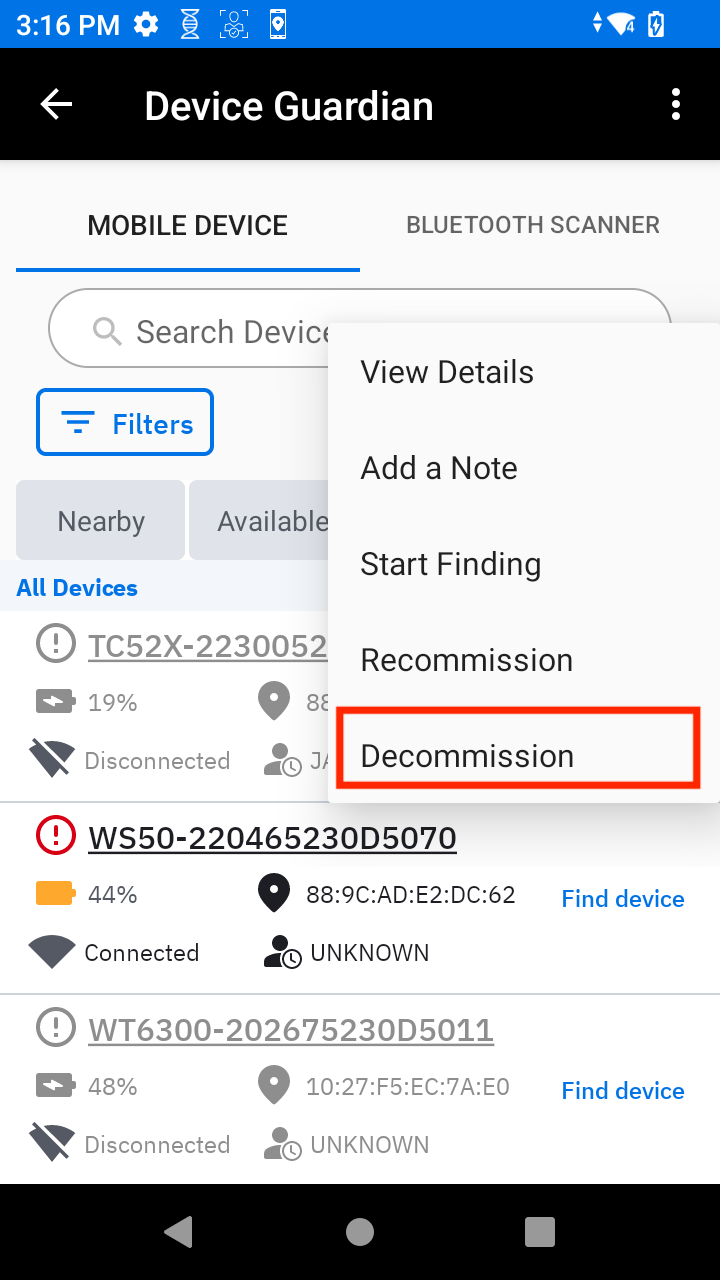 3:16 PM
4
Device Guardian
MOBILE DEVICE
BLUETOOTH SCANNER
Search Device
View Details
Filters
Add a Note
Nearby
Available
Start Finding
All Devices
TC52X-2230052
Recommission
19%
88
Decommission
Disconnected
JA
WS50-220465230D5070
44%
88:9C:AD:E2:DC:62
Find device
Connected
UNKNOWN
WT6300-202675230D5011
48%
10:27:F5:EC:7A:E0
Find device
Disconnected
UNKNOWN